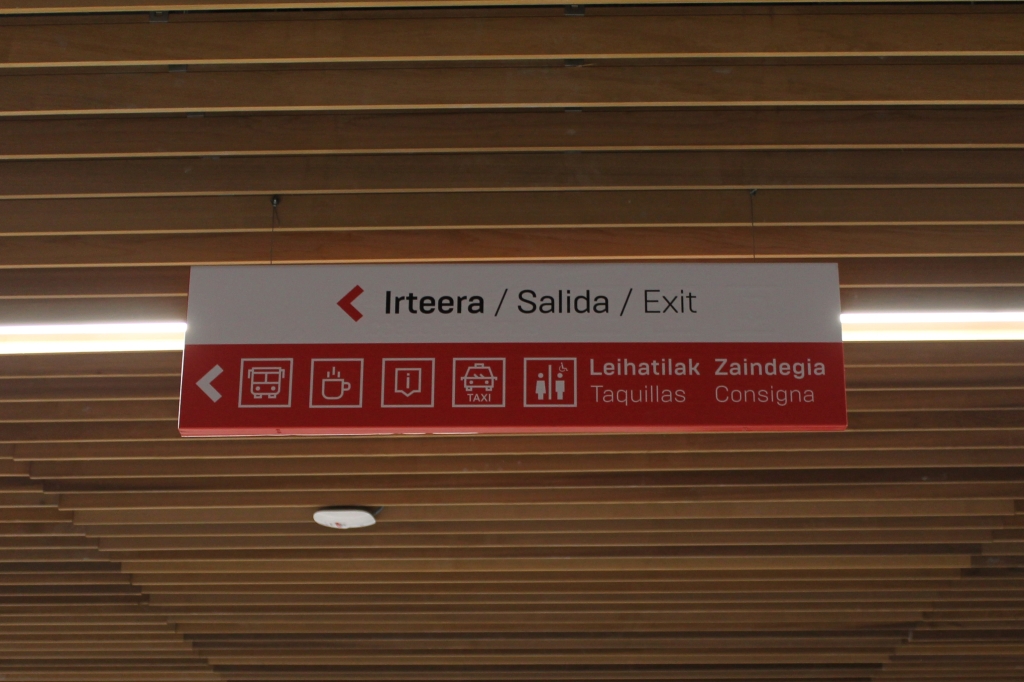 Irteera / Salida / Exit
TAXI
Leihatilak Zaindegia
Taquillas Consigna